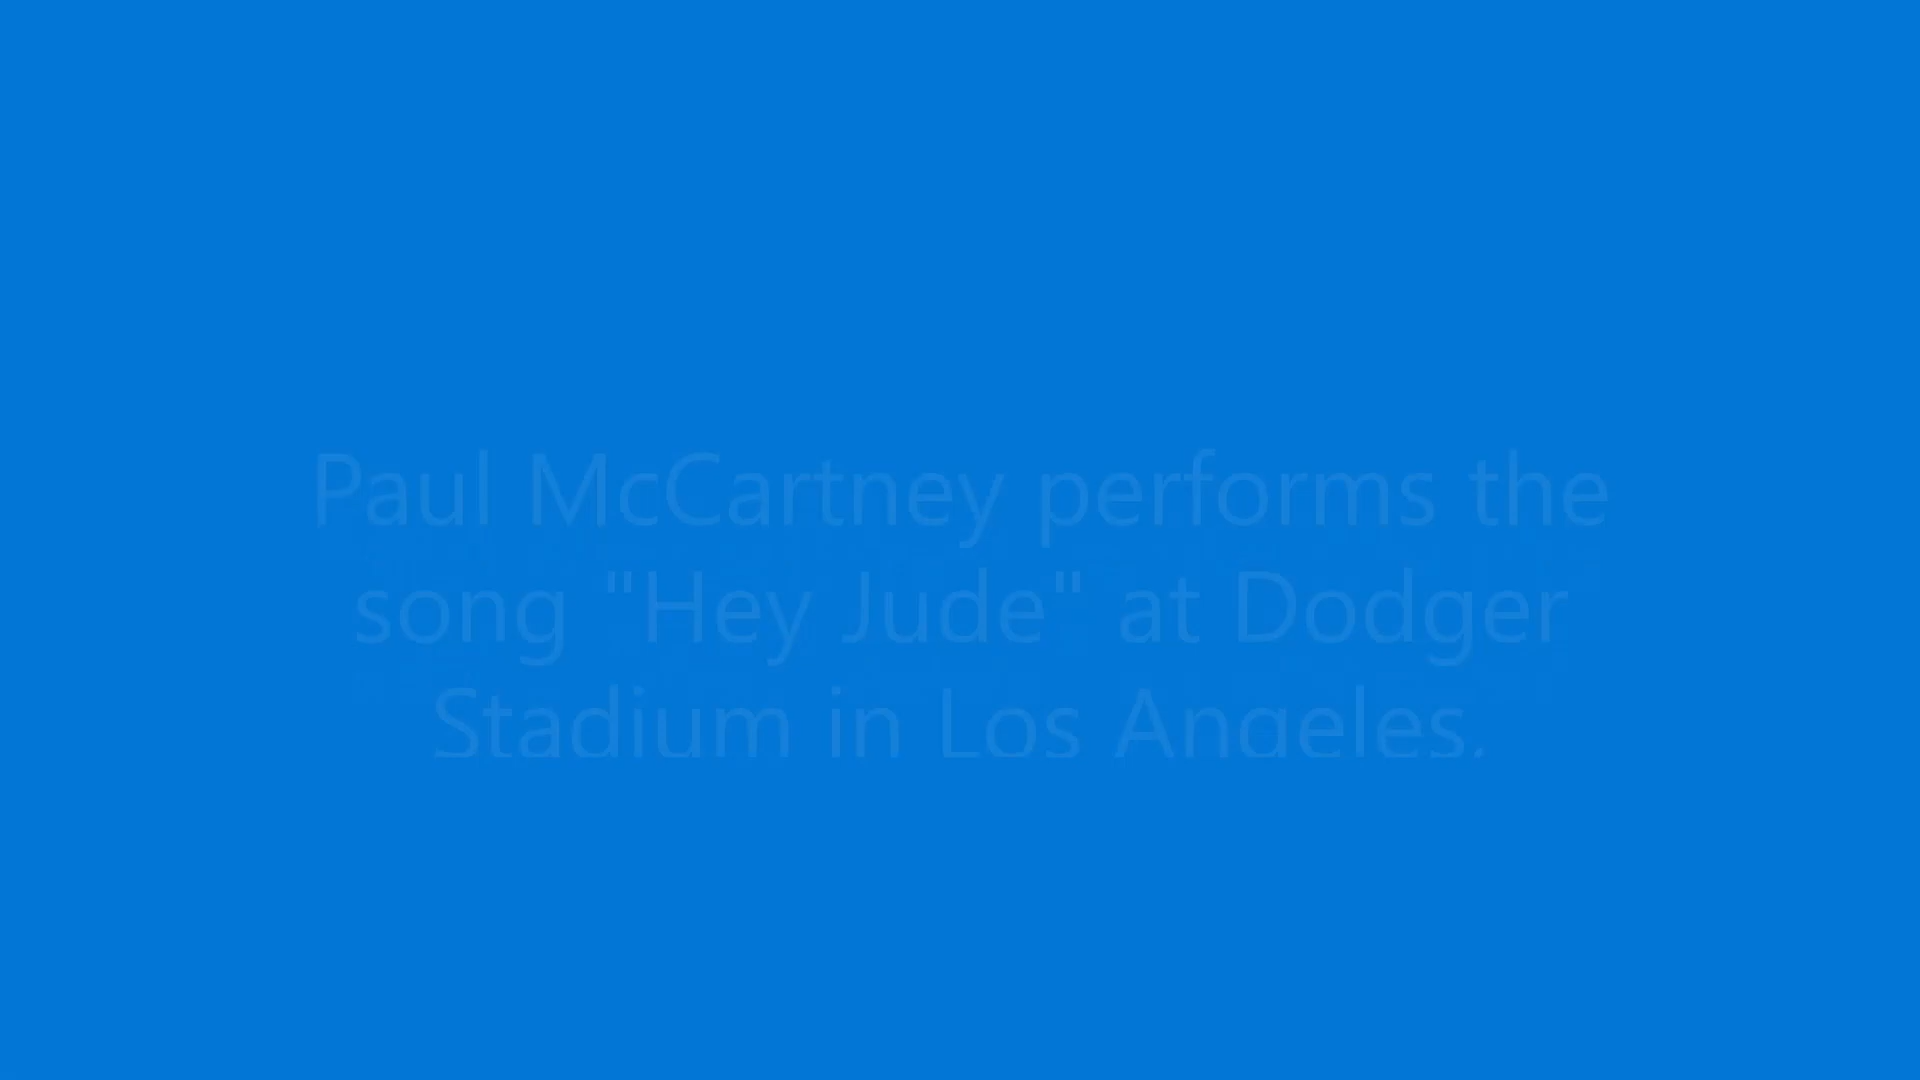 Paul McCartney performs the
song "Hey Jude" at Dodger
Stadium in Los Angeles.